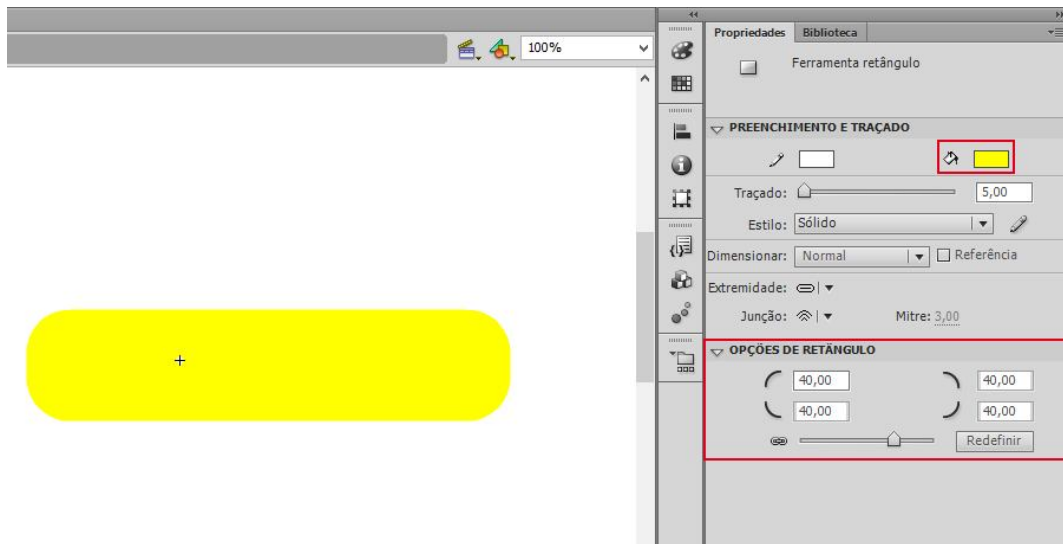 100%
Propriedades Biblioteca
Ferramenta retângulo
PREENCHIMENTO E TRAÇADO
Traçado: 5,00
Estilo: Sólido
Dimensionar: Normal Referência
Extremidade:
Junção: Mitre: 3,00
OPÇÕES DE RETÂNGULO
40,00 40,00
40,00 40,00
Redefinir